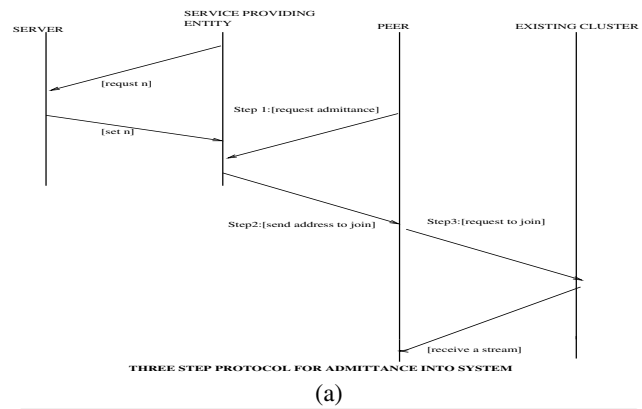 SERVER
SERVICE PROVIDING
ENTITY
PEER
EXISTING CLUSTER
[requst n]
Step 1:[request admittance]
[set n]
Step2:[send address to join]
Step3:[request to join]
[receive a stream]
THREE STEP PROTOCOL FOR ADMITTANCE INTO SYSTEM
(a)